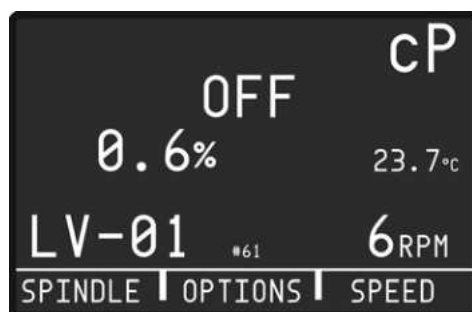 cP
OFF
0.6% 23.7°C
LV-01 #61 6RPM
SPINDLE OPTIONS SPEED